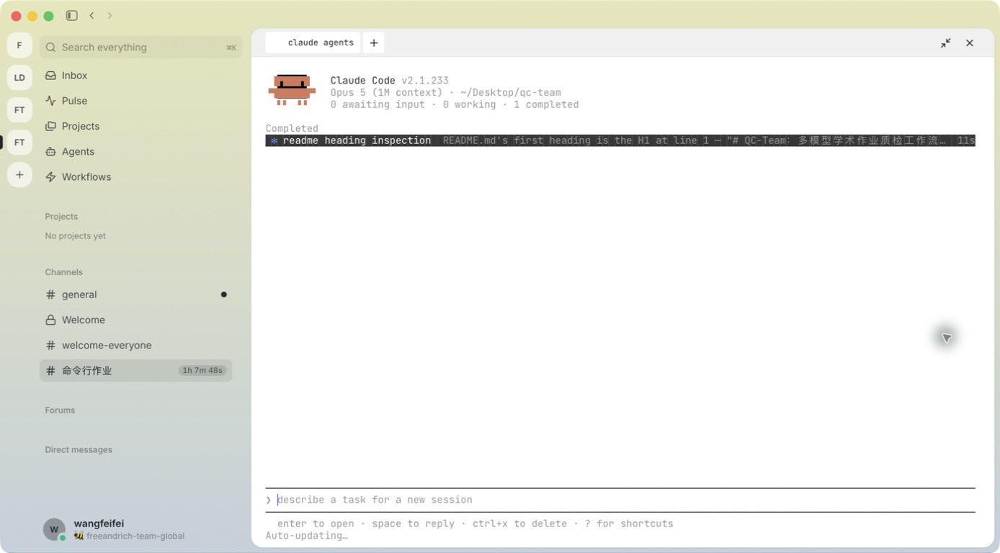 F
LD
FT
FT
+
Search everything ⌘K
Inbox
Pulse
Projects
Agents
Workflows
Projects
No projects yet
Channels
# general
Welcome
# welcome-everyone
# 命令行作业 1h 7m 48s
Forums
Direct messages
W
wangfeifei
🐝 freeandrich-team-global
claude agents +
Claude Code v2.1.233
Opus 5 (1M context) · ~/Desktop/qc-team
0 awaiting input · 0 working · 1 completed
Completed
* readme heading inspection README.md's first heading is the H1 at line 1 — "# QC-Team: 多模型学术作业质检工作流… 11s
❯ describe a task for a new session
enter to open · space to reply · ctrl+x to delete · ? for shortcuts
Auto-updating…